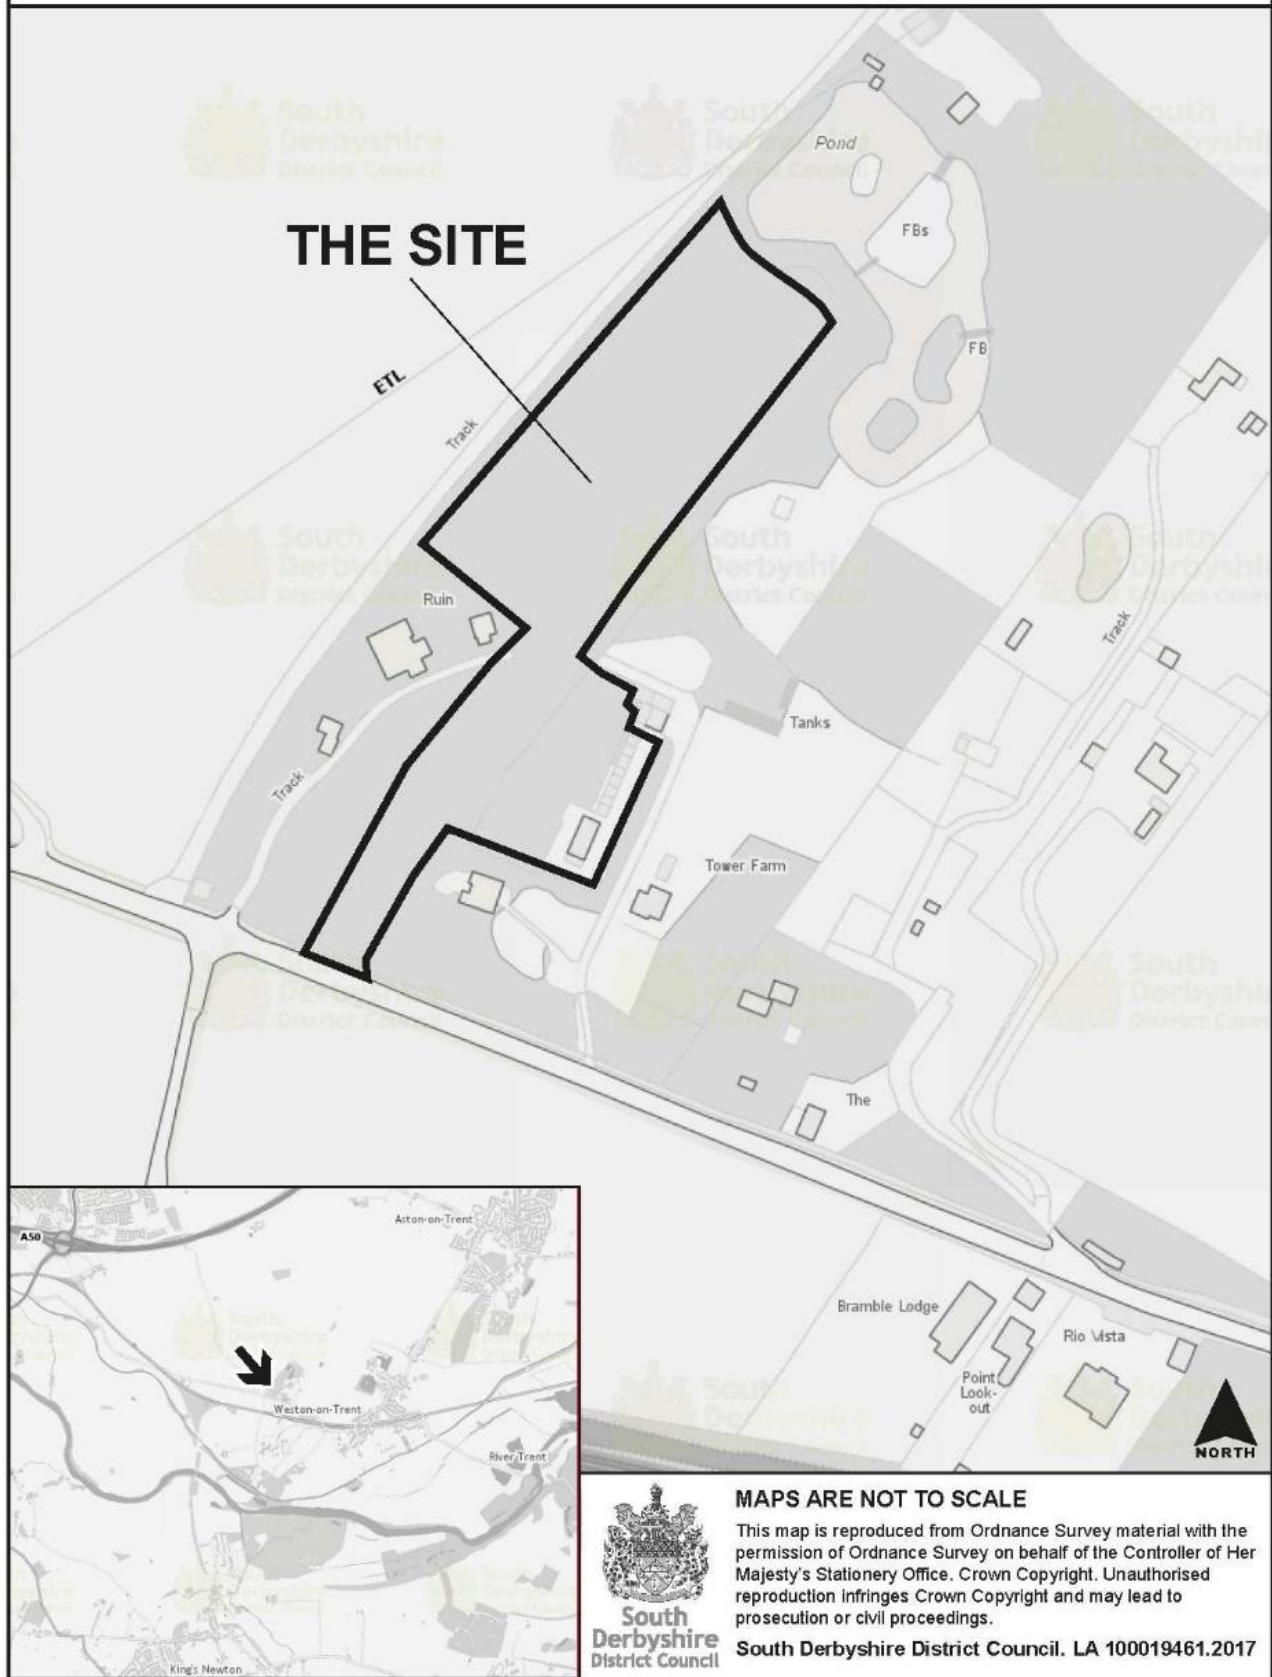 South
Derbyshire
District Council
Pond
THE SITE
FBs
FB
ETL
Track
Ruin
Track
Track
Tanks
Tower Farm
The
Bramble Lodge
Rio Vista
Point
Look-
out
NORTH
A50
Aston-on-Trent
Weston-on-Trent
River Trent
King's Newton
South
Derbyshire
District Council
MAPS ARE NOT TO SCALE
This map is reproduced from Ordnance Survey material with the
permission of Ordnance Survey on behalf of the Controller of Her
Majesty's Stationery Office. Crown Copyright. Unauthorised
reproduction infringes Crown Copyright and may lead to
prosecution or civil proceedings.
South Derbyshire District Council. LA 100019461.2017